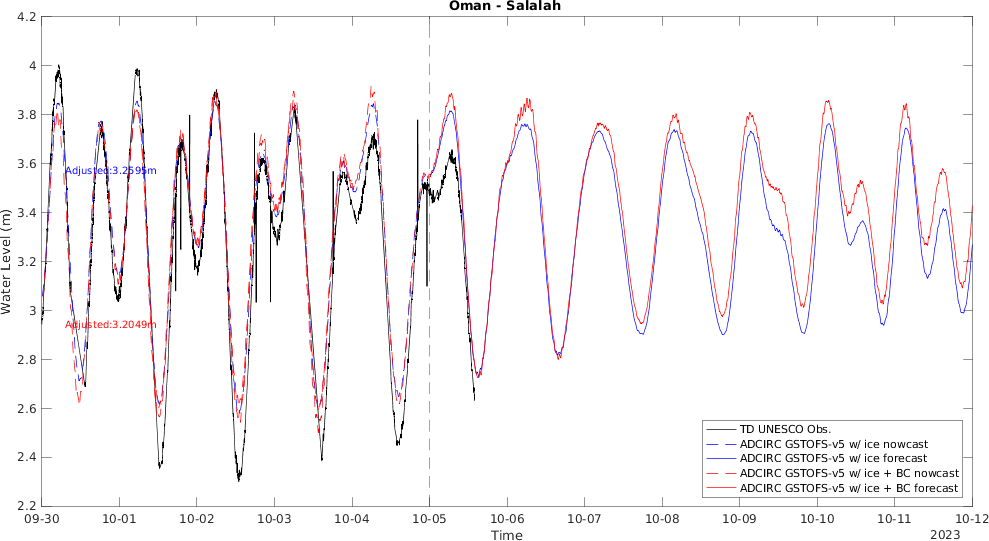 Oman - Salalah
4.2
4
3.8
3.6
3.4
3.2
3
2.8
2.6
2.4
2.2
Water Level (m)
Adjusted:3.2595m
Adjusted:3.2049m
TD UNESCO Obs.
ADCIRC GSTOFS-v5 w/ ice nowcast
ADCIRC GSTOFS-v5 w/ ice forecast
ADCIRC GSTOFS-v5 w/ ice + BC nowcast
ADCIRC GSTOFS-v5 w/ ice + BC forecast
09-30 10-01 10-02 10-03 10-04 10-05 10-06 10-07 10-08 10-09 10-10 10-11 10-12
Time
2023